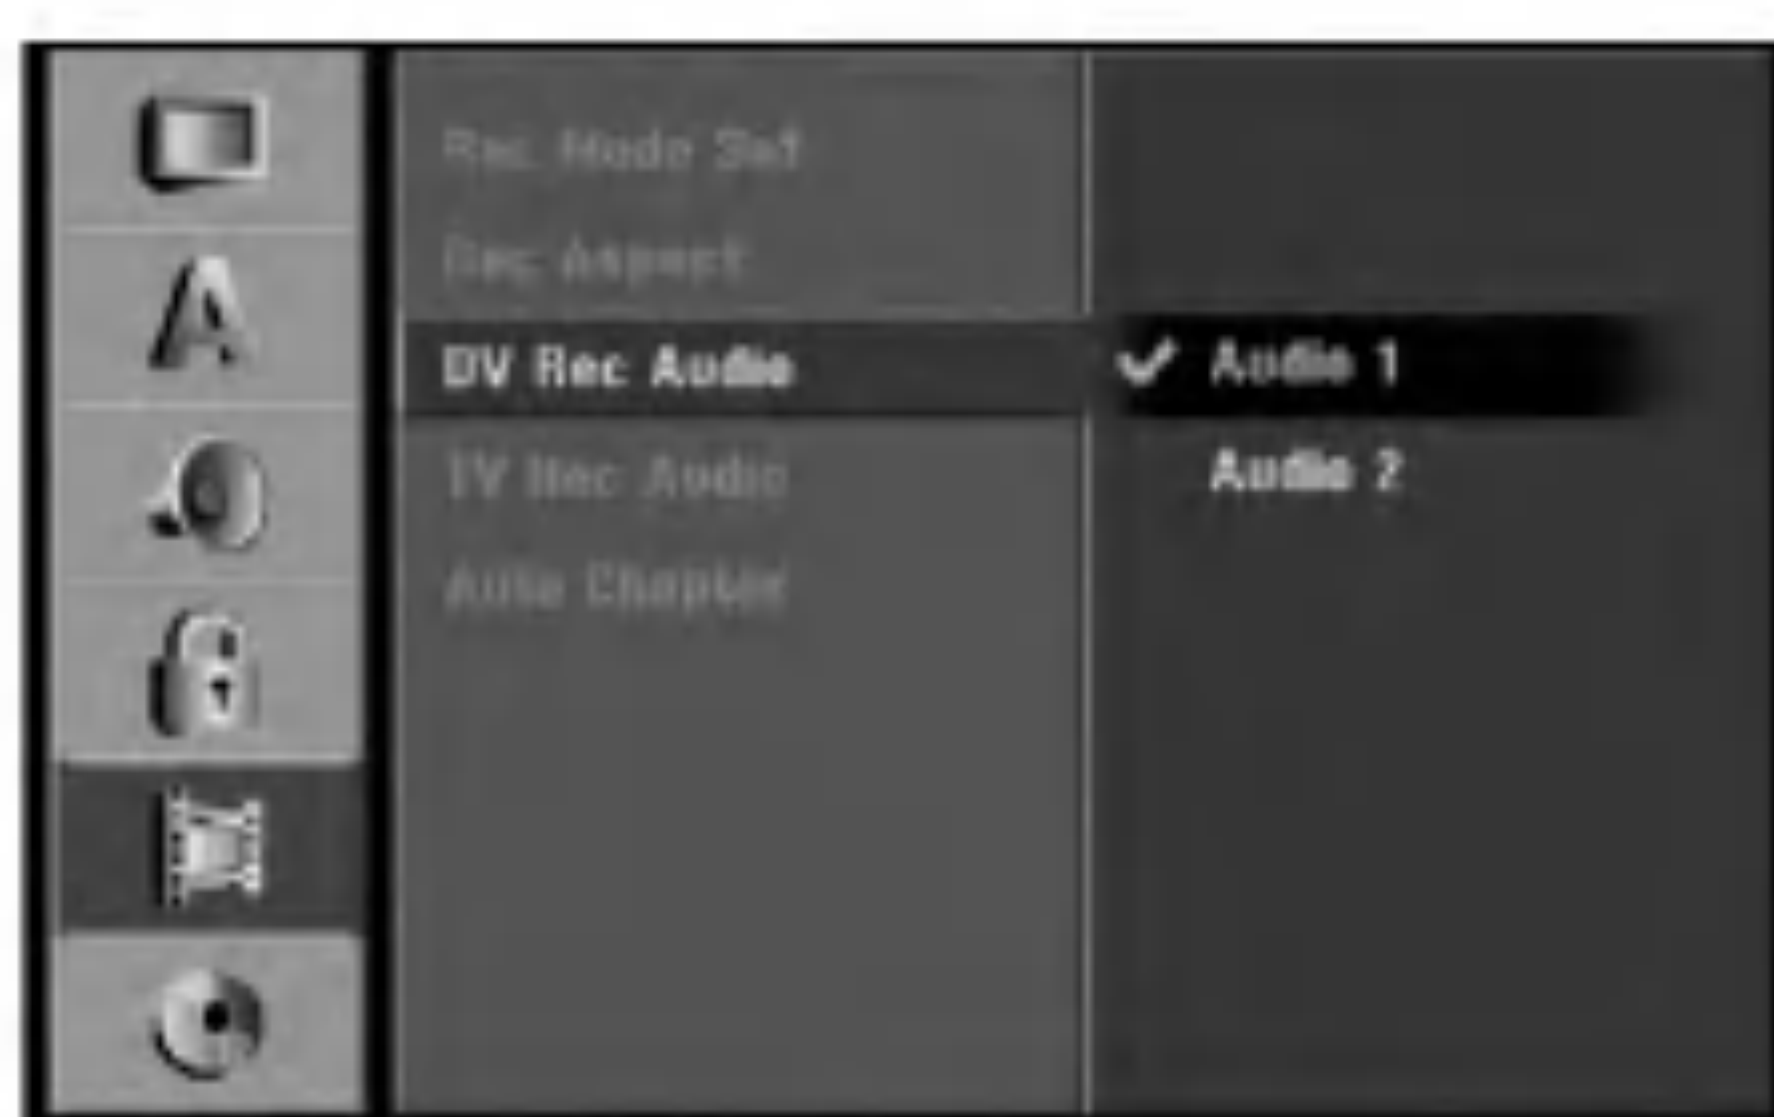 Rec Mode Set
Rec Aspect
DV Rec Audio
TV Rec Audio
Auto Chapter
Audio 1
Audio 2